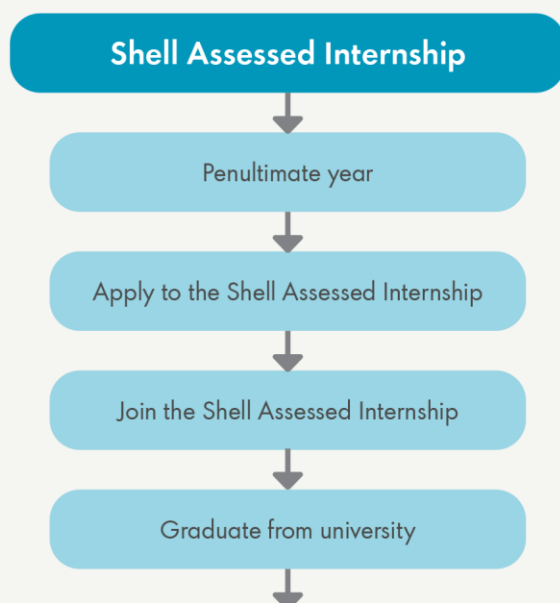 Shell Assessed Internship
Penultimate year
Apply to the Shell Assessed Internship
Join the Shell Assessed Internship
Graduate from university